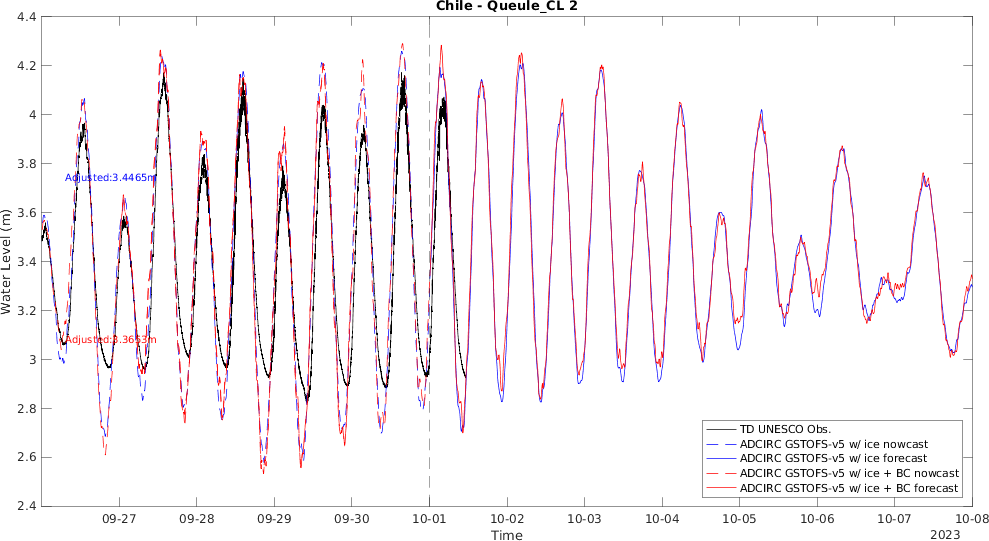 Chile - Queule_CL 2
4.4
4.2
4
3.8
3.6
3.4
3.2
3
2.8
2.6
2.4
Water Level (m)
Adjusted:3.4465m
Adjusted:3.3653m
TD UNESCO Obs.
ADCIRC GSTOFS-v5 w/ ice nowcast
ADCIRC GSTOFS-v5 w/ ice forecast
ADCIRC GSTOFS-v5 w/ ice + BC nowcast
ADCIRC GSTOFS-v5 w/ ice + BC forecast
09-27 09-28 09-29 09-30 10-01 10-02 10-03 10-04 10-05 10-06 10-07 10-08
Time
2023